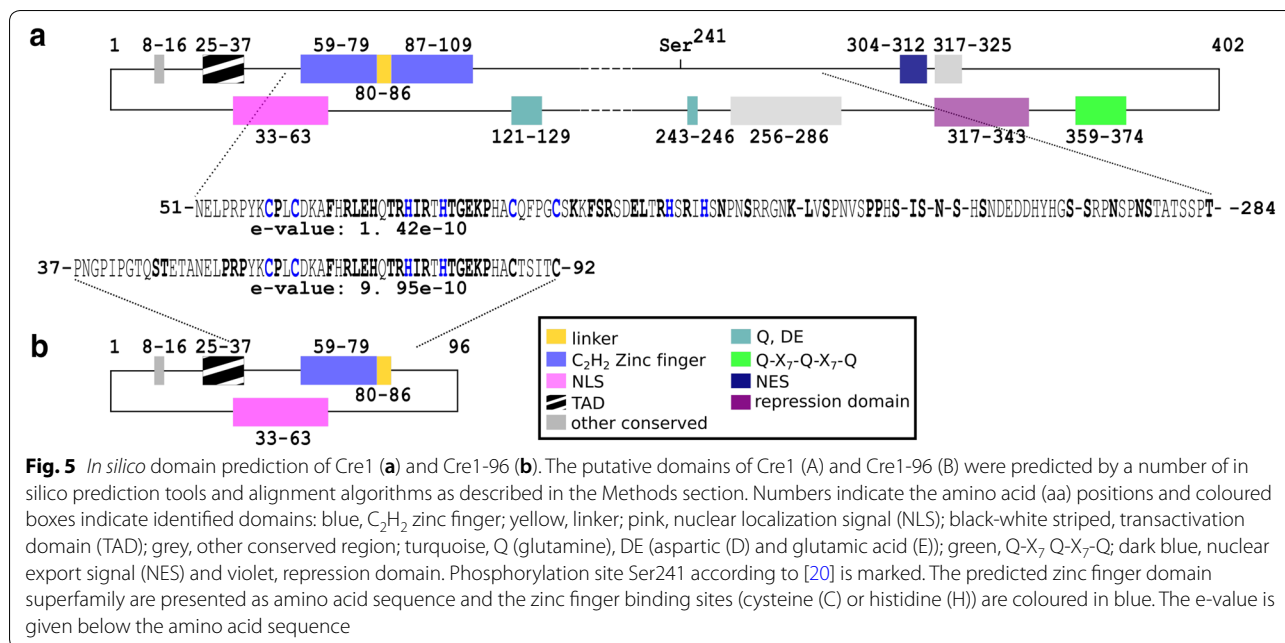 a
1 8-16 25-37 59-79 87-109 Ser241 304-312 317-325 402
80-86
33-63 121-129 243-246 256-286 317-343 359-374
51-NELPRPYKCPLCDKAFHRLEHQTRHIRTHTGEKPHACQFPGCSKKFSRSDELTRHSRIHSNPNSRRGNK-LVSPNVSPPHS-IS-N-S-HSNDEDDHYHGS-SRPNSPNSTATSSPT--284
e-value: 1. 42e-10
37-PNGPIPGTQSTETANELPRPYKCPLCDKAFHRLEHQTRHIRTHTGEKPHACTSITC-92
e-value: 9. 95e-10
b
1 8-16 25-37 59-79 96
80-86
33-63
linker
C2H2 Zinc finger
NLS
TAD
other conserved
Q, DE
Q-X7-Q-X7-Q
NES
repression domain
Fig. 5 In silico domain prediction of Cre1 (a) and Cre1-96 (b). The putative domains of Cre1 (A) and Cre1-96 (B) were predicted by a number of in
silico prediction tools and alignment algorithms as described in the Methods section. Numbers indicate the amino acid (aa) positions and coloured
boxes indicate identified domains: blue, C2H2 zinc finger; yellow, linker; pink, nuclear localization signal (NLS); black-white striped, transactivation
domain (TAD); grey, other conserved region; turquoise, Q (glutamine), DE (aspartic (D) and glutamic acid (E)); green, Q-X7 Q-X7-Q; dark blue, nuclear
export signal (NES) and violet, repression domain. Phosphorylation site Ser241 according to [20] is marked. The predicted zinc finger domain
superfamily are presented as amino acid sequence and the zinc finger binding sites (cysteine (C) or histidine (H)) are coloured in blue. The e-value is
given below the amino acid sequence